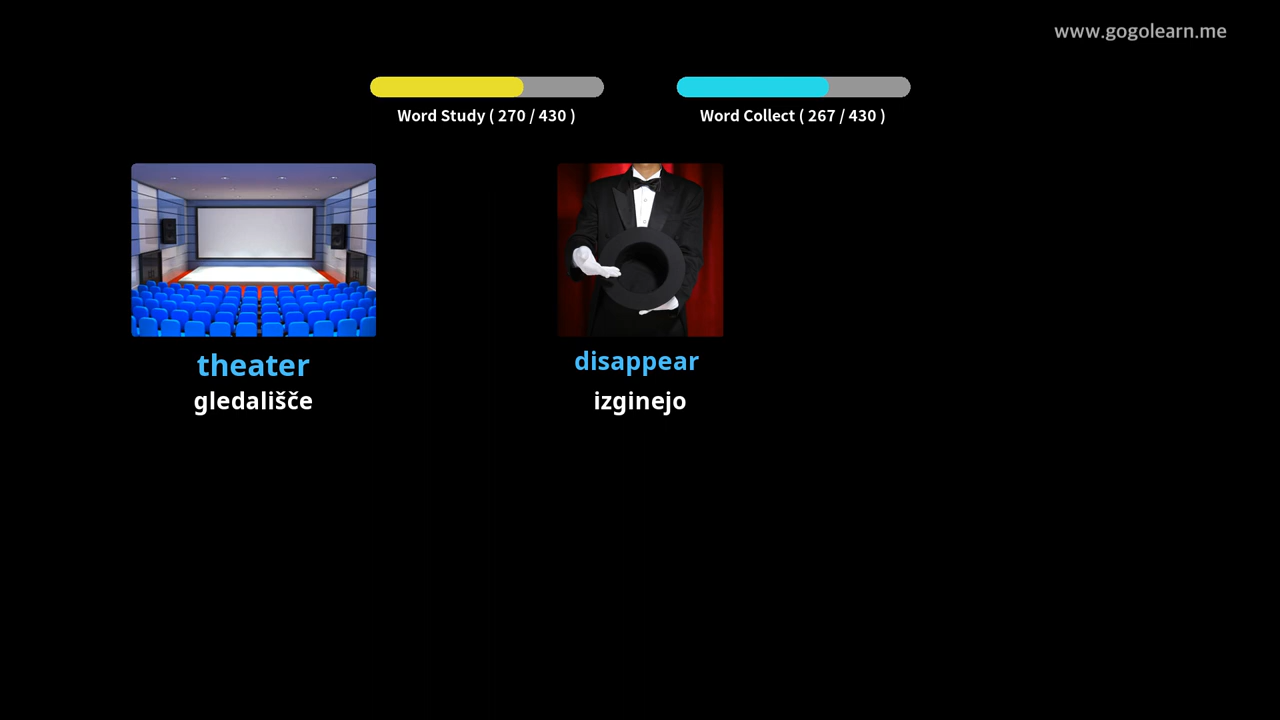 www.gogolearn.me
Word Study ( 270 / 430 )
Word Collect ( 267 / 430 )
theater
gledališče
disappear
izginejo